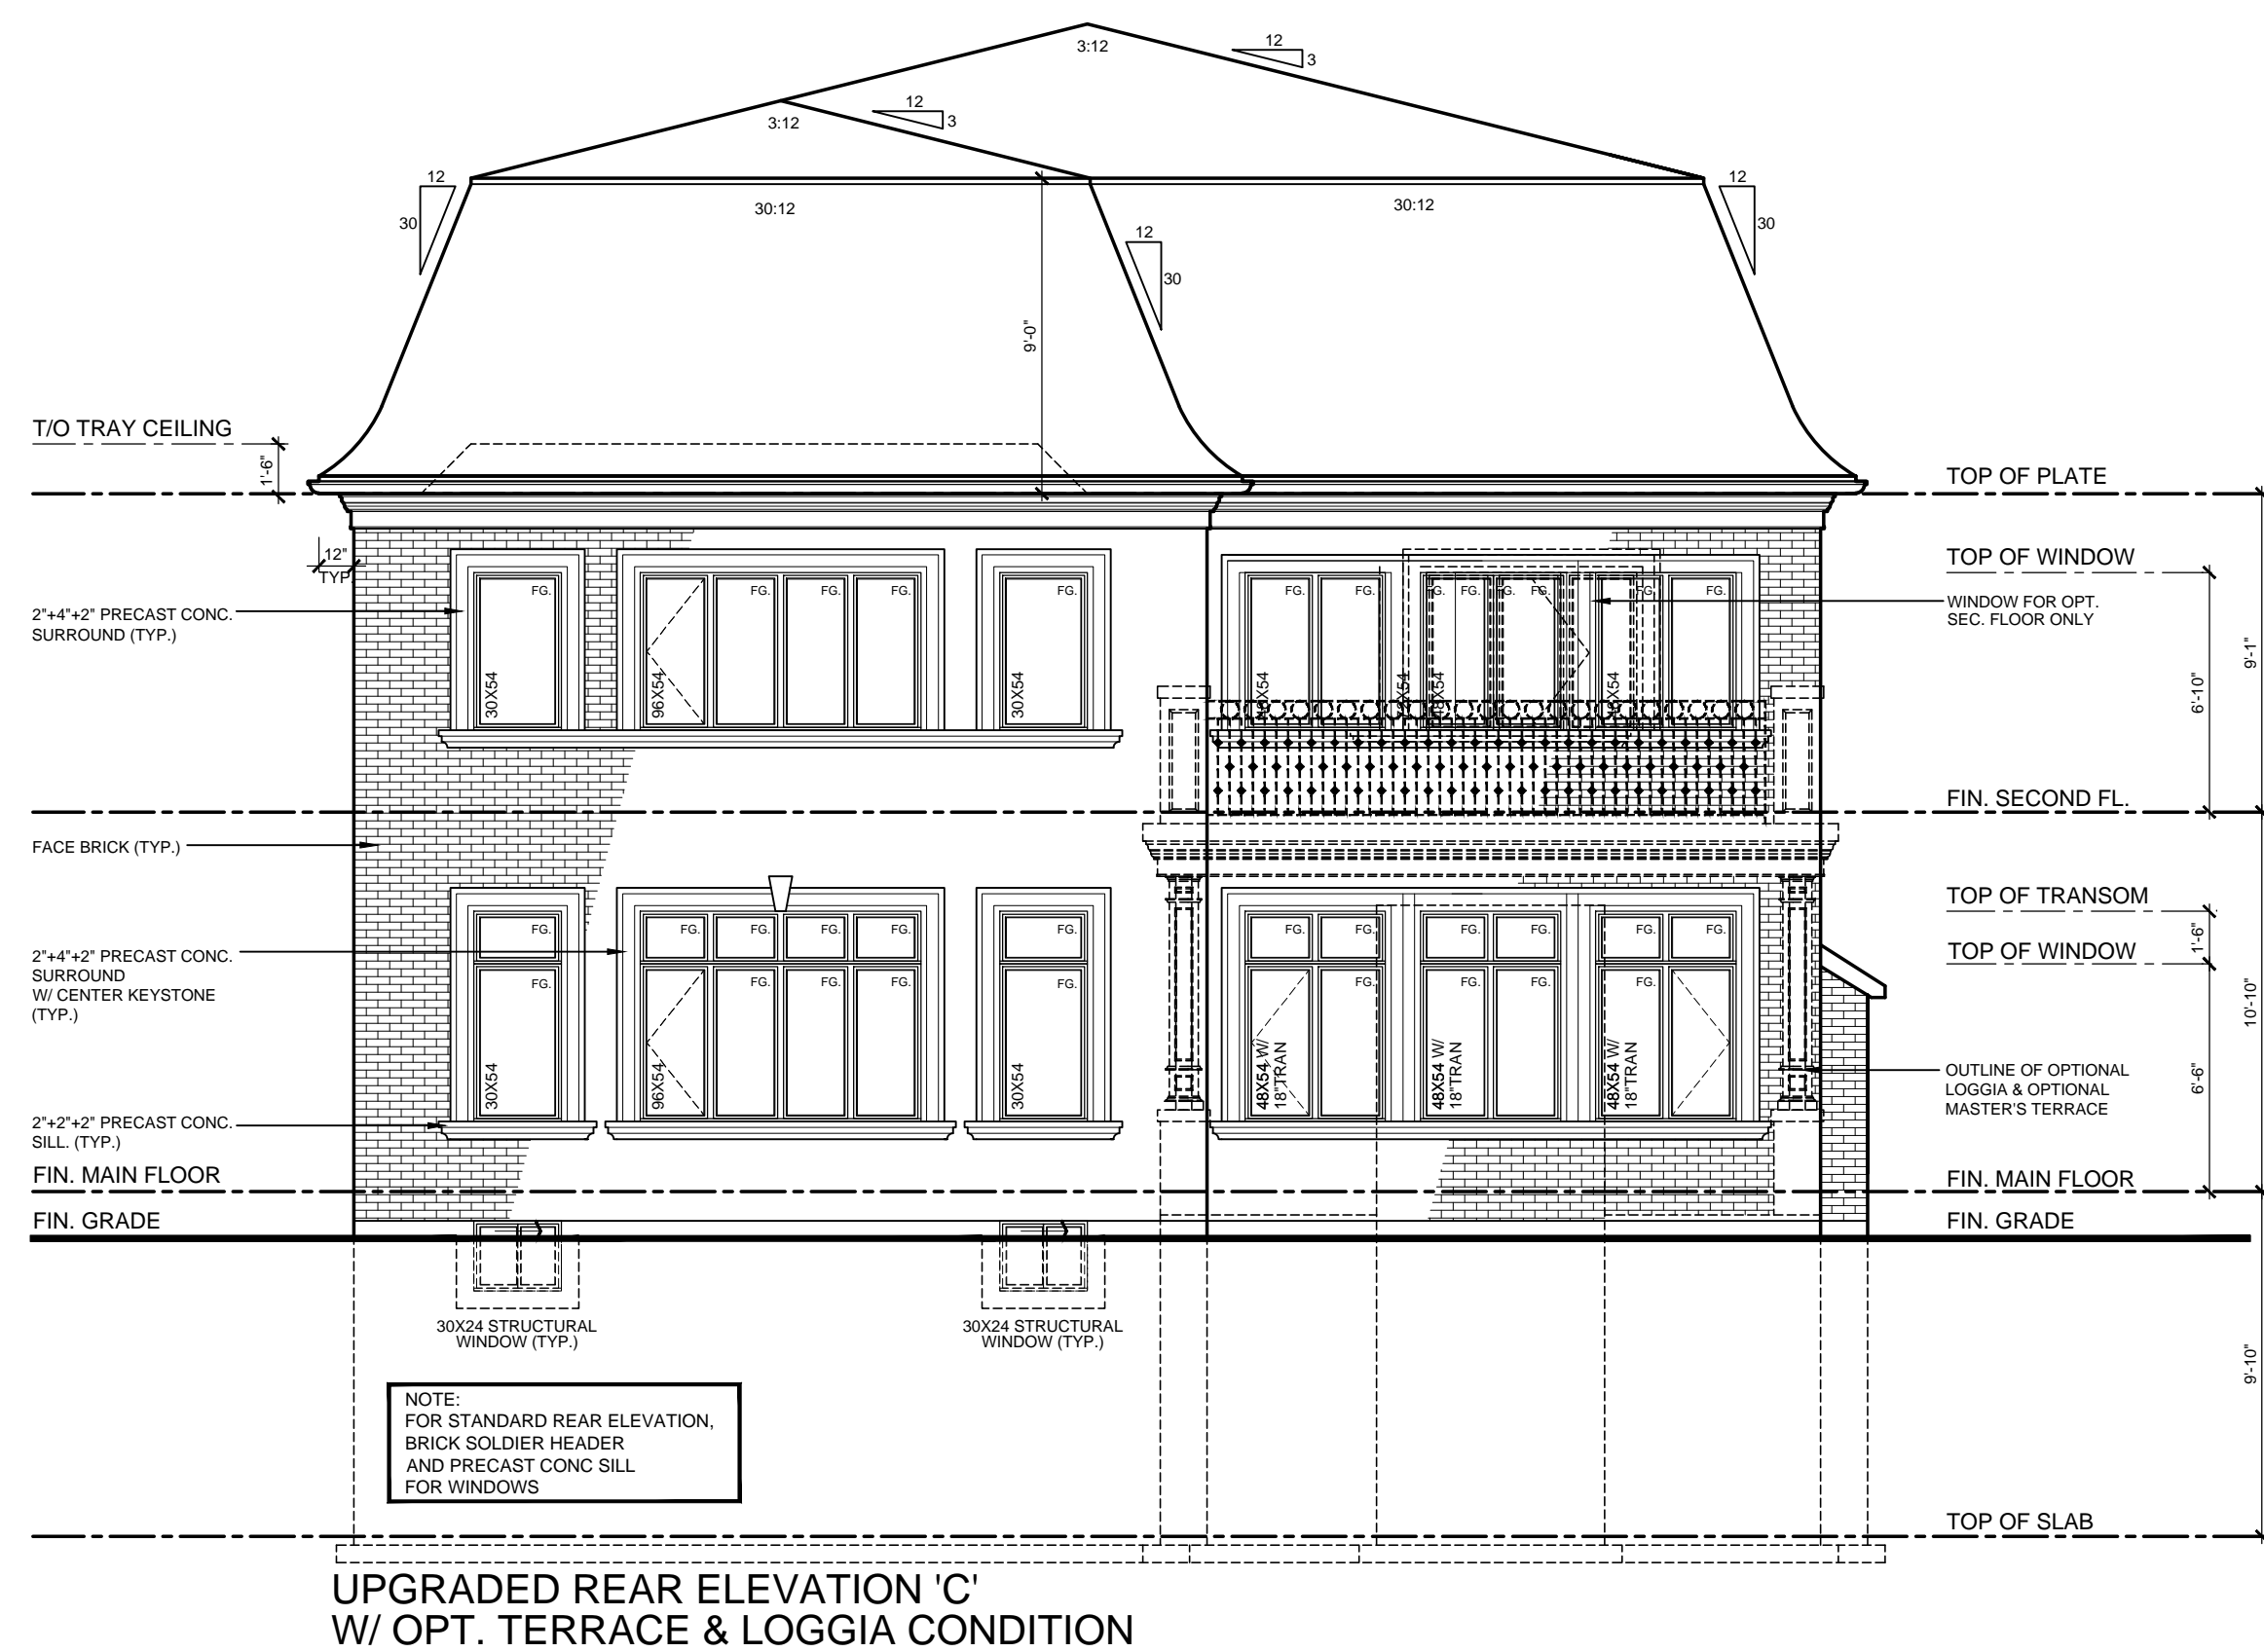 3:12
12
3
3:12
12
3
12
30
30:12
12
30
30:12
12
30
9'-0"
T/O TRAY CEILING
1'-6"
TOP OF PLATE
12"
TYP.
TOP OF WINDOW
2"+4"+2" PRECAST CONC.
SURROUND (TYP.)
FG.
30X54
FG. FG. FG.
96X54
FG.
30X54
FG. FG. FG. FG. FG. FG.
48X54
48X54
WINDOW FOR OPT.
SEC. FLOOR ONLY
9'-1"
6'-10"
FIN. SECOND FL.
FACE BRICK (TYP.)
TOP OF TRANSOM
1'-6"
TOP OF WINDOW
2"+4"+2" PRECAST CONC.
SURROUND
W/ CENTER KEYSTONE
(TYP.)
FG. FG. FG. FG. FG. FG. FG. FG. FG. FG. FG. FG.
FG. FG. FG. FG. FG. FG. FG. FG. FG.
30X54
96X54
30X54
48X54 W/
18"TRAN
48X54 W/
18"TRAN
48X54 W/
18"TRAN
10'-10"
6'-6"
OUTLINE OF OPTIONAL
LOGGIA & OPTIONAL
MASTER'S TERRACE
2"+2"+2" PRECAST CONC.
SILL. (TYP.)
FIN. MAIN FLOOR
FIN. MAIN FLOOR
FIN. GRADE
FIN. GRADE
30X24 STRUCTURAL
WINDOW (TYP.)
30X24 STRUCTURAL
WINDOW (TYP.)
9'-10"
NOTE:
FOR STANDARD REAR ELEVATION,
BRICK SOLDIER HEADER
AND PRECAST CONC SILL
FOR WINDOWS
TOP OF SLAB
UPGRADED REAR ELEVATION 'C'
W/ OPT. TERRACE & LOGGIA CONDITION